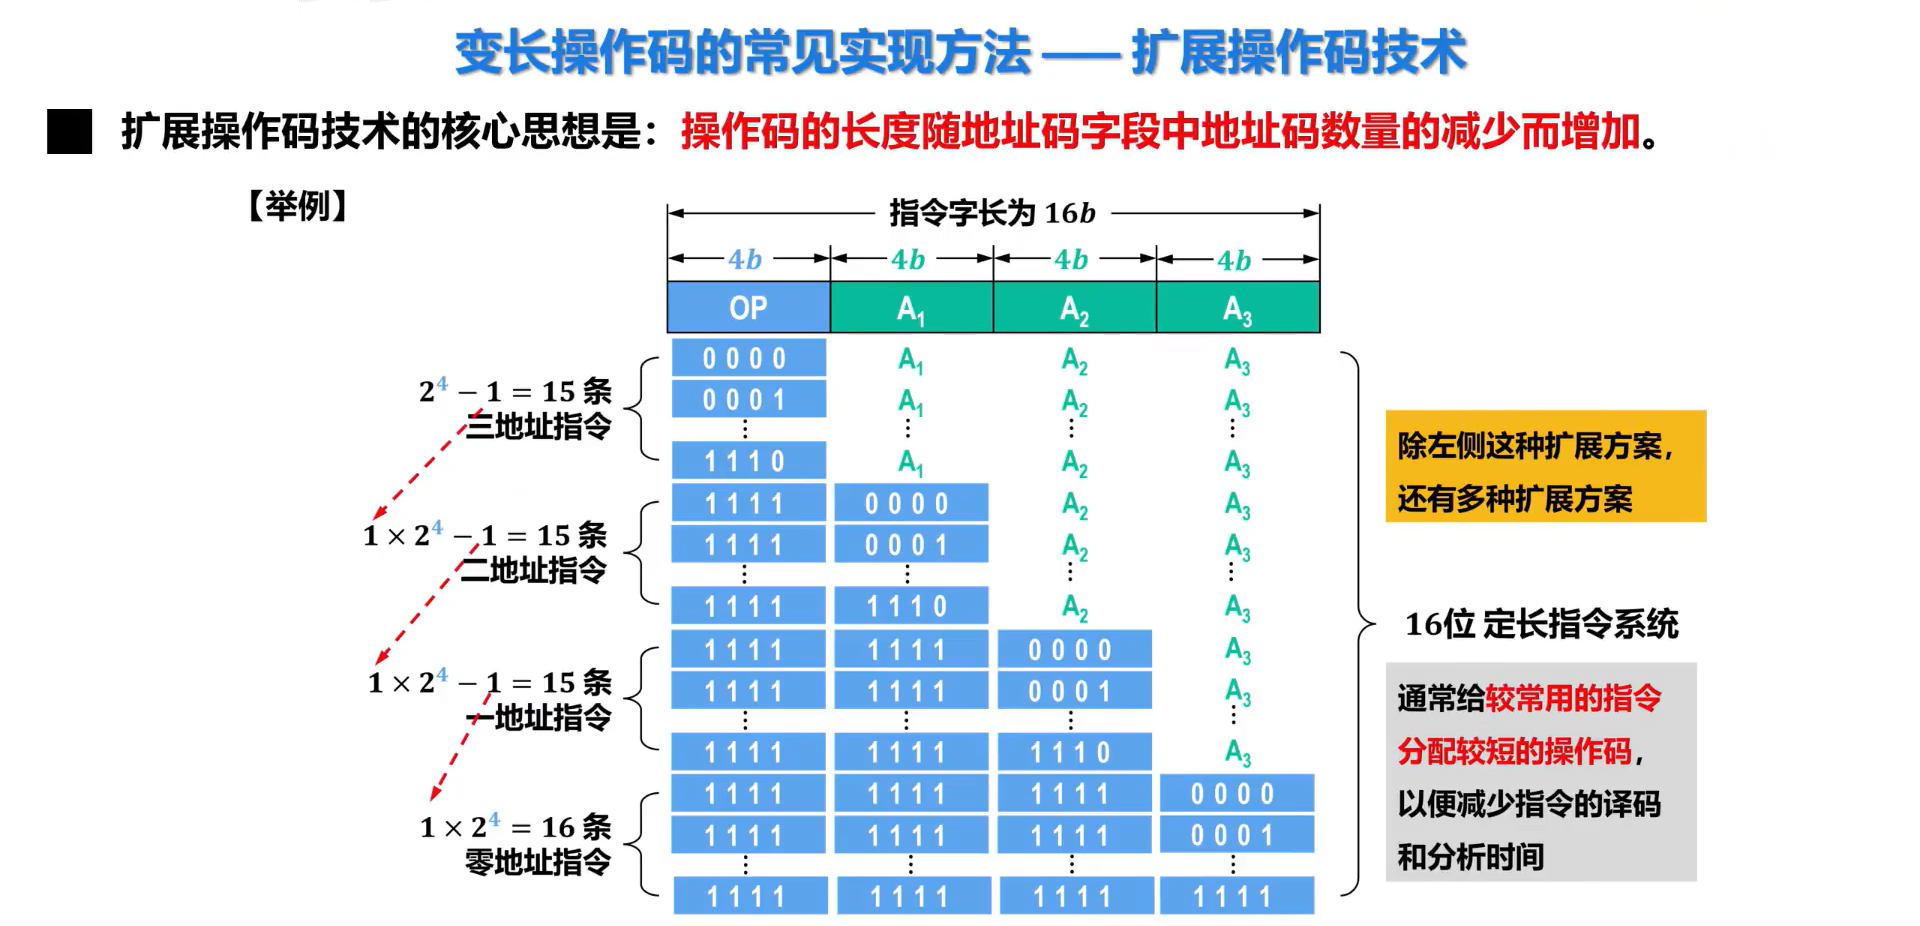 变长操作码的常见实现方法 —— 扩展操作码技术
扩展操作码技术的核心思想是：操作码的长度随地址码字段中地址码数量的减少而增加。
【举例】
指令字长为 16b
4b 4b 4b 4b
OP A₁ A₂ A₃
0 0 0 0 A₁ A₂ A₃
0 0 0 1 A₁ A₂ A₃
⋮ ⋮ ⋮ ⋮
1 1 1 0 A₁ A₂ A₃
2⁴ − 1 = 15 条
三地址指令
1 1 1 1 0 0 0 0 A₂ A₃
1 1 1 1 0 0 0 1 A₂ A₃
⋮ ⋮ ⋮ ⋮
1 1 1 1 1 1 1 0 A₂ A₃
1 × 2⁴ − 1 = 15 条
二地址指令
1 1 1 1 1 1 1 1 0 0 0 0 A₃
1 1 1 1 1 1 1 1 0 0 0 1 A₃
⋮ ⋮ ⋮ ⋮
1 1 1 1 1 1 1 1 1 1 1 0 A₃
1 × 2⁴ − 1 = 15 条
一地址指令
1 1 1 1 1 1 1 1 1 1 1 1 0 0 0 0
1 1 1 1 1 1 1 1 1 1 1 1 0 0 0 1
⋮ ⋮ ⋮ ⋮
1 1 1 1 1 1 1 1 1 1 1 1 1 1 1 1
1 × 2⁴ = 16 条
零地址指令
除左侧这种扩展方案，
还有多种扩展方案
16位 定长指令系统
通常给较常用的指令
分配较短的操作码，
以便减少指令的译码
和分析时间